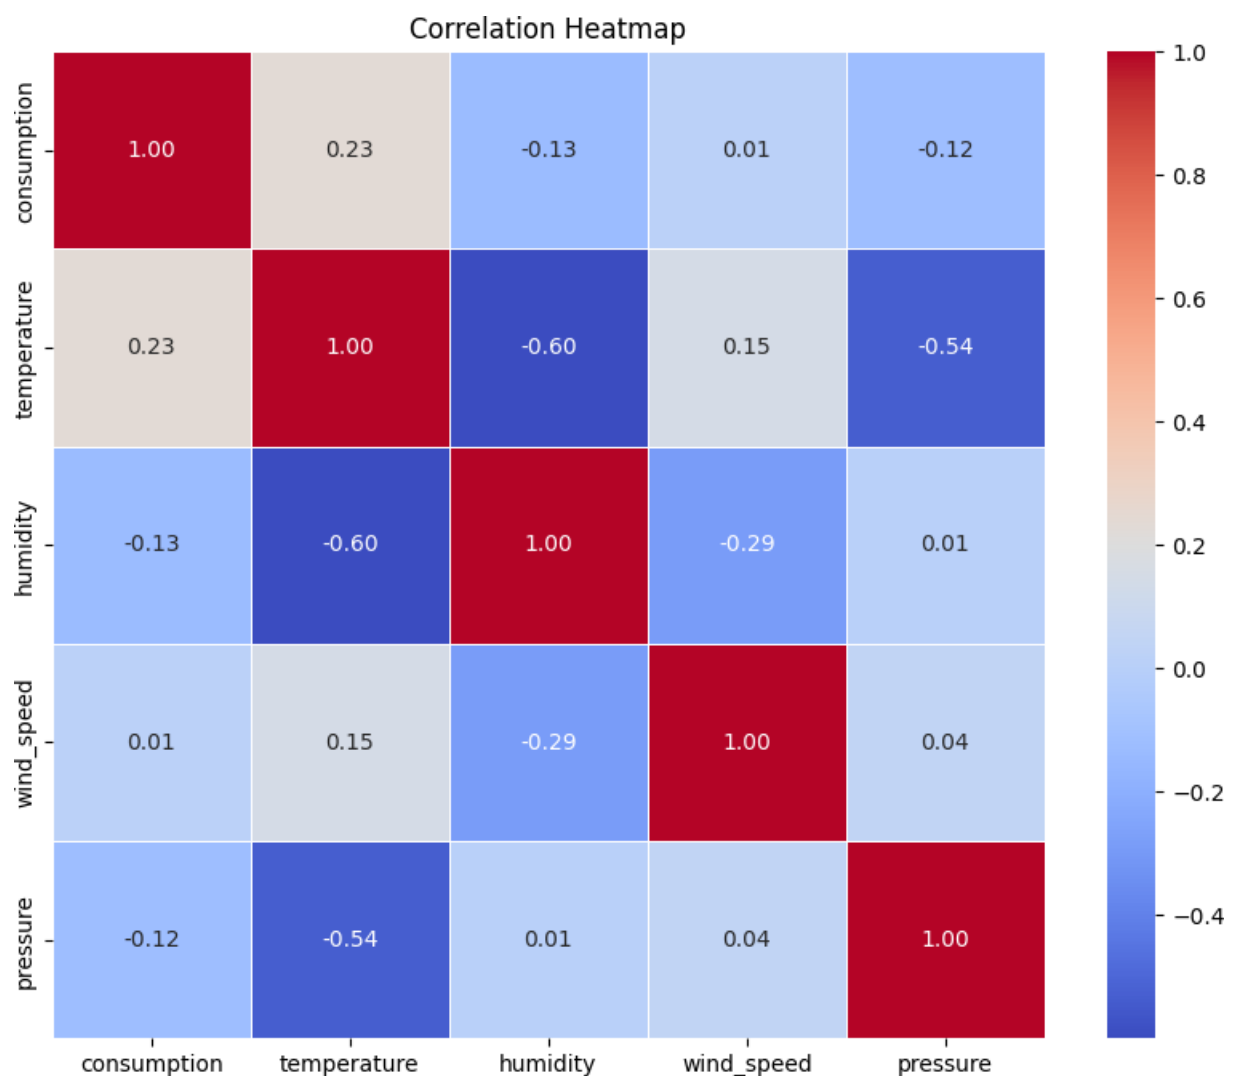 Correlation Heatmap
consumption 1.00 0.23 -0.13 0.01 -0.12
temperature 0.23 1.00 -0.60 0.15 -0.54
humidity -0.13 -0.60 1.00 -0.29 0.01
wind_speed 0.01 0.15 -0.29 1.00 0.04
pressure -0.12 -0.54 0.01 0.04 1.00
consumption temperature humidity wind_speed pressure
1.0
0.8
0.6
0.4
0.2
0.0
−0.2
−0.4